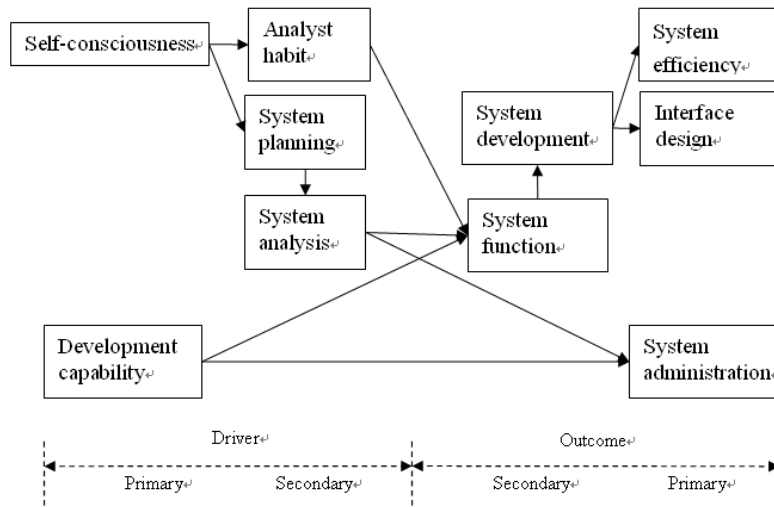 Self-consciousness
Analyst
habit
System
efficiency
System
planning
System
development
Interface
design
System
analysis
System
function
Development
capability
System
administration
Driver
Outcome
Primary
Secondary
Secondary
Primary